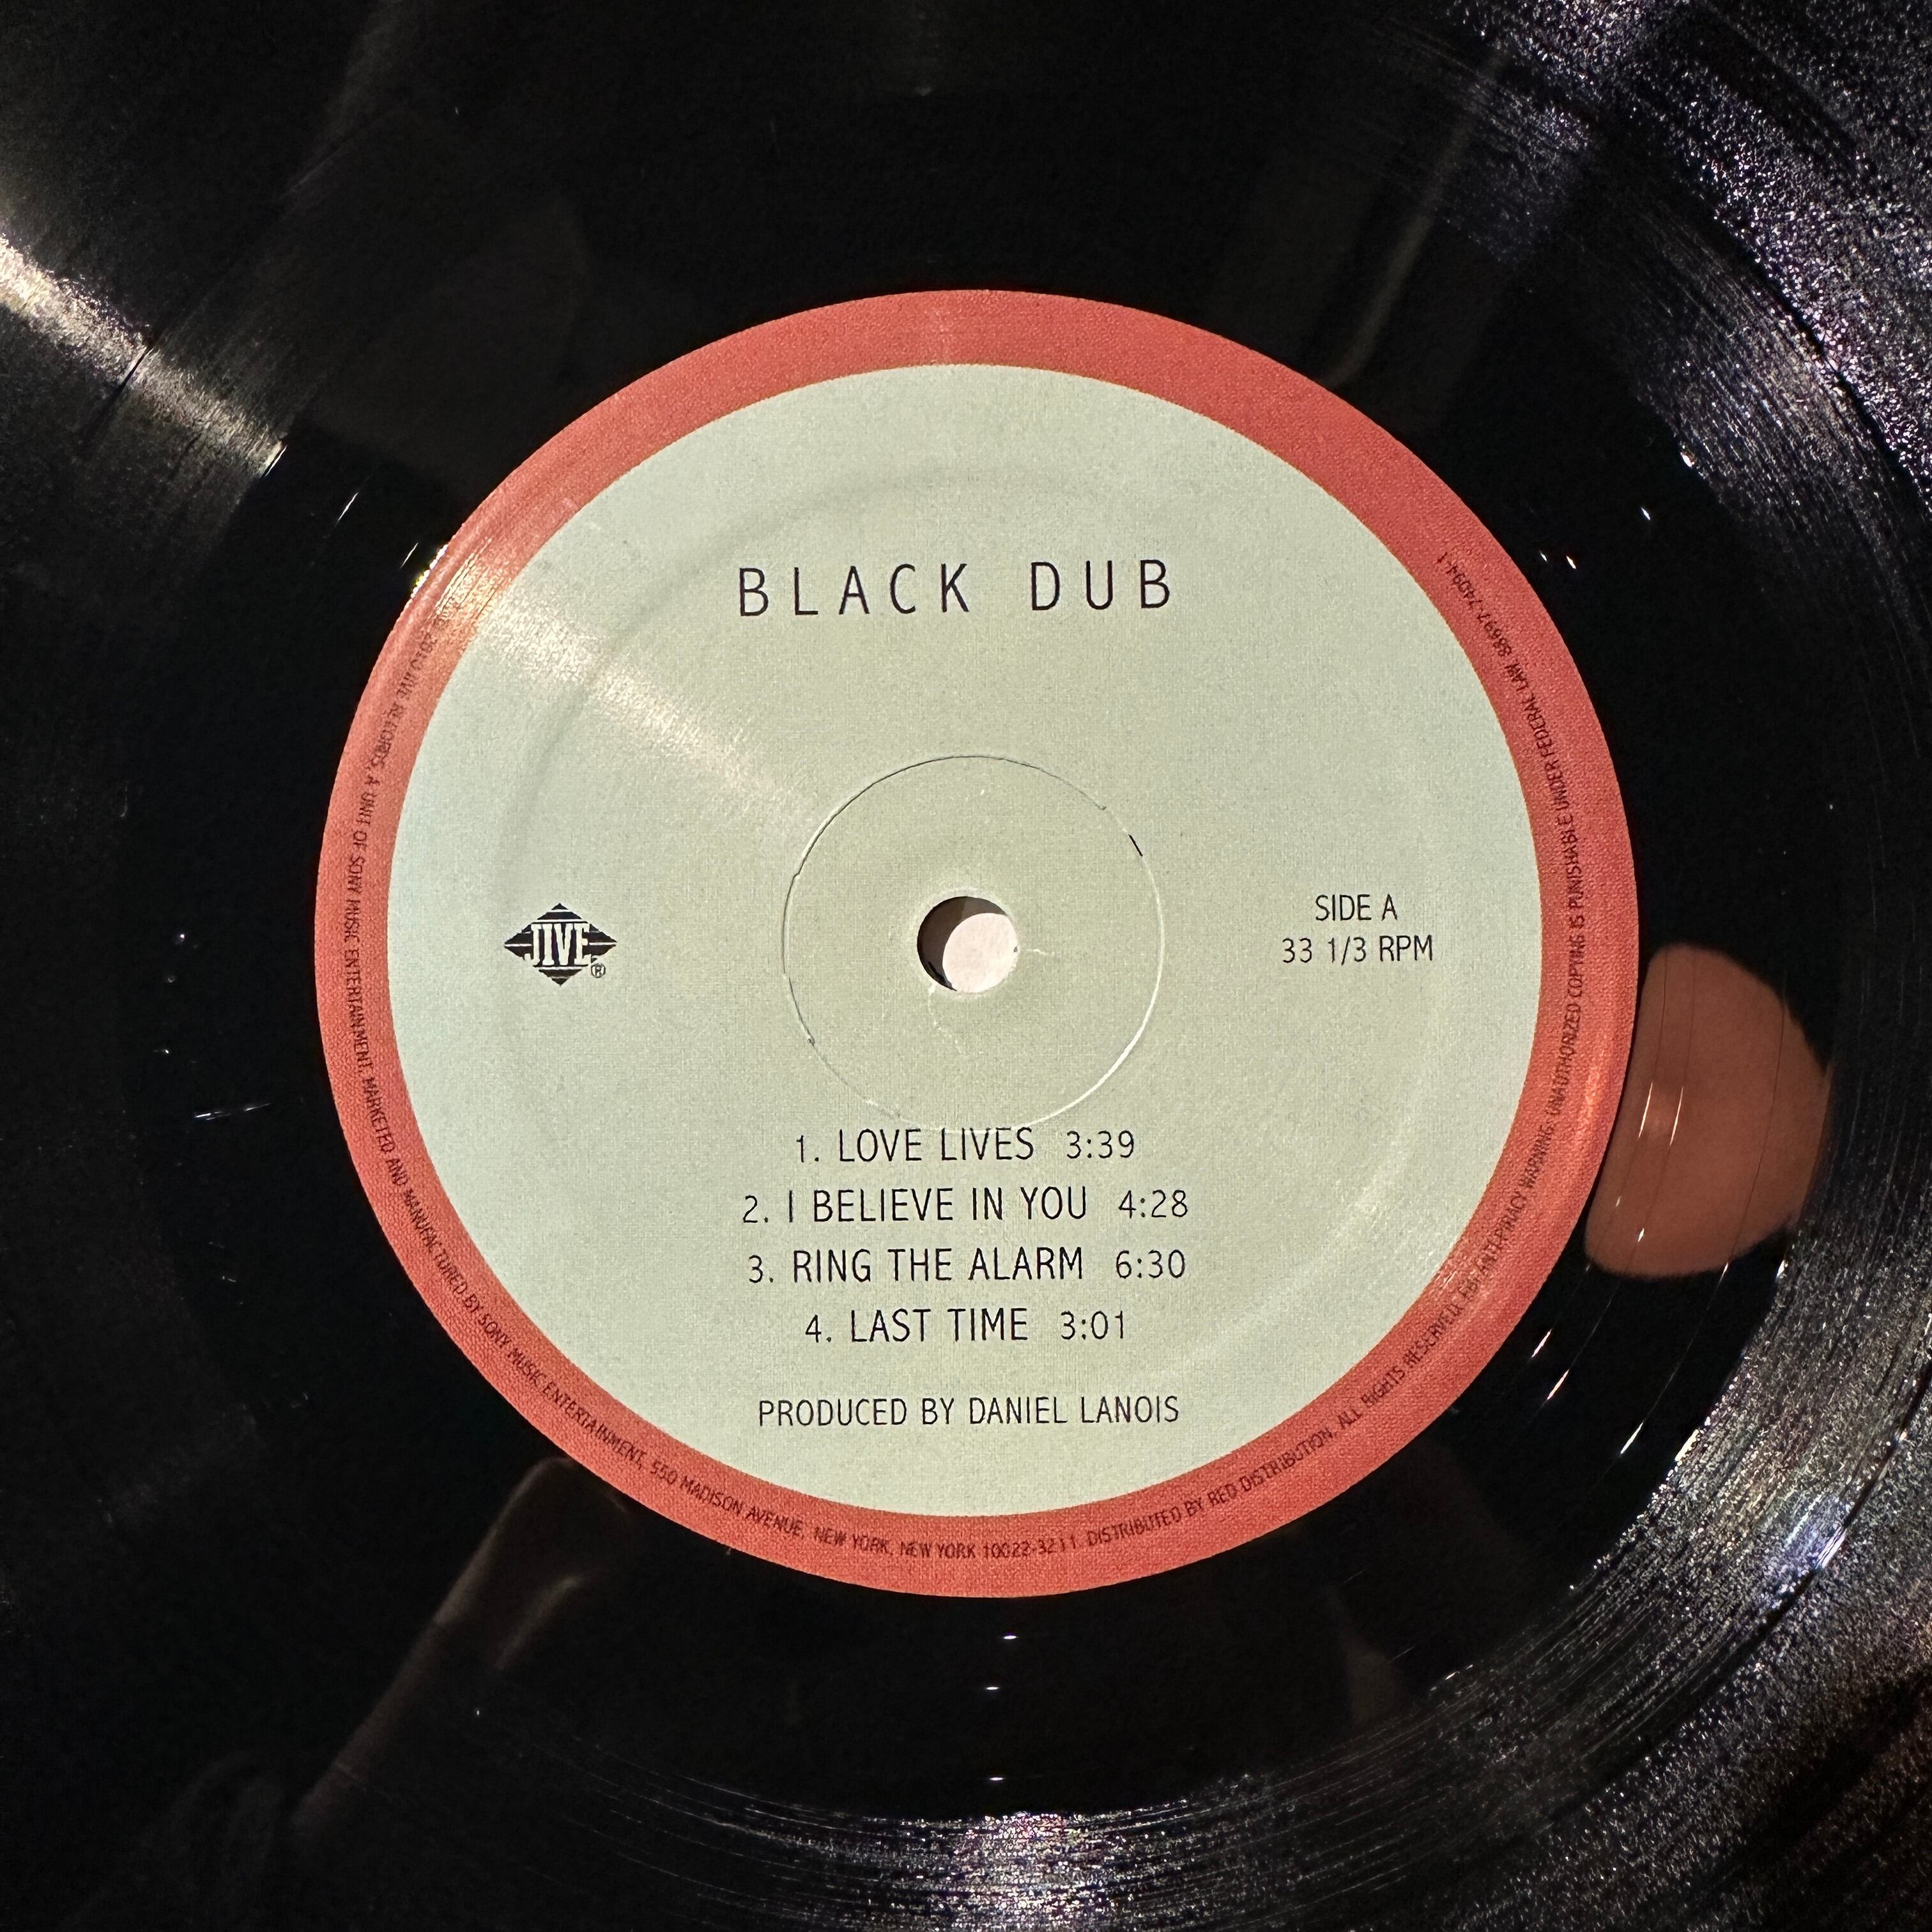 BLACK DUB
JIVE®
SIDE A
33 1/3 RPM
1. LOVE LIVES 3:39
2. I BELIEVE IN YOU 4:28
3. RING THE ALARM 6:30
4. LAST TIME 3:01
PRODUCED BY DANIEL LANOIS
2010 JIVE RECORDS, A UNIT OF SONY MUSIC ENTERTAINMENT. MARKETED AND MANUFACTURED BY SONY MUSIC ENTERTAINMENT, 550 MADISON AVENUE, NEW YORK, NEW YORK 10022-3211. DISTRIBUTED BY RED DISTRIBUTION. ALL RIGHTS RESERVED. FBI ANTI-PIRACY WARNING: UNAUTHORIZED COPYING IS PUNISHABLE UNDER FEDERAL LAW. 88697-74094-1